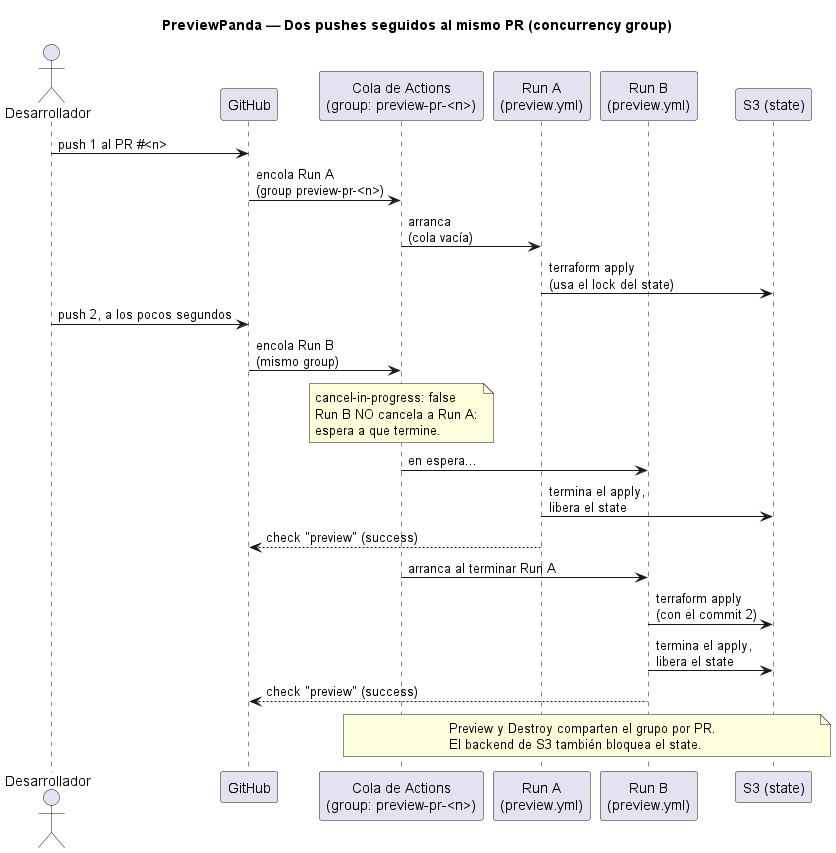 PreviewPanda — Dos pushes seguidos al mismo PR (concurrency group)
Desarrollador
GitHub
Cola de Actions
(group: preview-pr-<n>)
Run A
(preview.yml)
Run B
(preview.yml)
S3 (state)
push 1 al PR #<n>
encola Run A
(group preview-pr-<n>)
arranca
(cola vacía)
terraform apply
(usa el lock del state)
push 2, a los pocos segundos
encola Run B
(mismo group)
cancel-in-progress: false
Run B NO cancela a Run A:
espera a que termine.
en espera...
termina el apply,
libera el state
check "preview" (success)
arranca al terminar Run A
terraform apply
(con el commit 2)
termina el apply,
libera el state
check "preview" (success)
Preview y Destroy comparten el grupo por PR.
El backend de S3 también bloquea el state.
Desarrollador
GitHub
Cola de Actions
(group: preview-pr-<n>)
Run A
(preview.yml)
Run B
(preview.yml)
S3 (state)